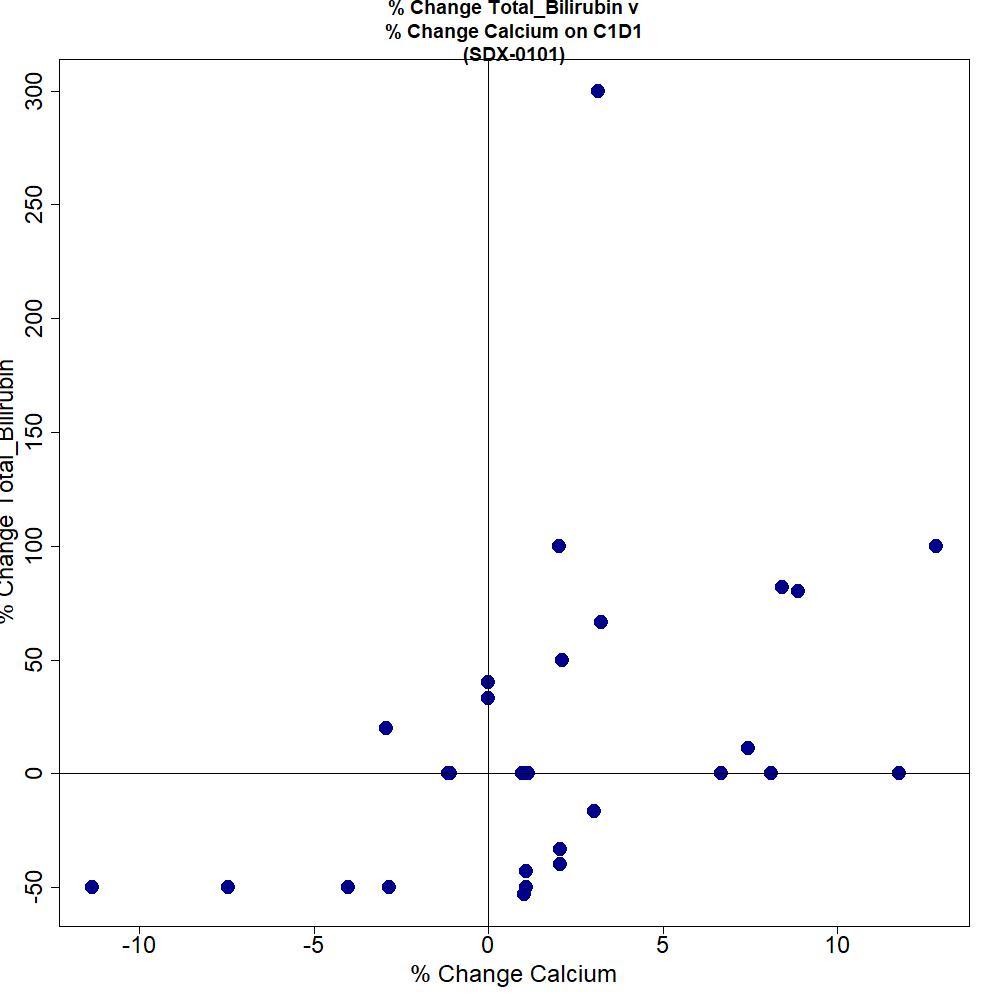 % Change Total_Bilirubin v
% Change Calcium on C1D1
(SDX-0101)
300
250
200
150
100
50
0
-50
% Change Total_Bilirubin
-10
-5
0
5
10
% Change Calcium